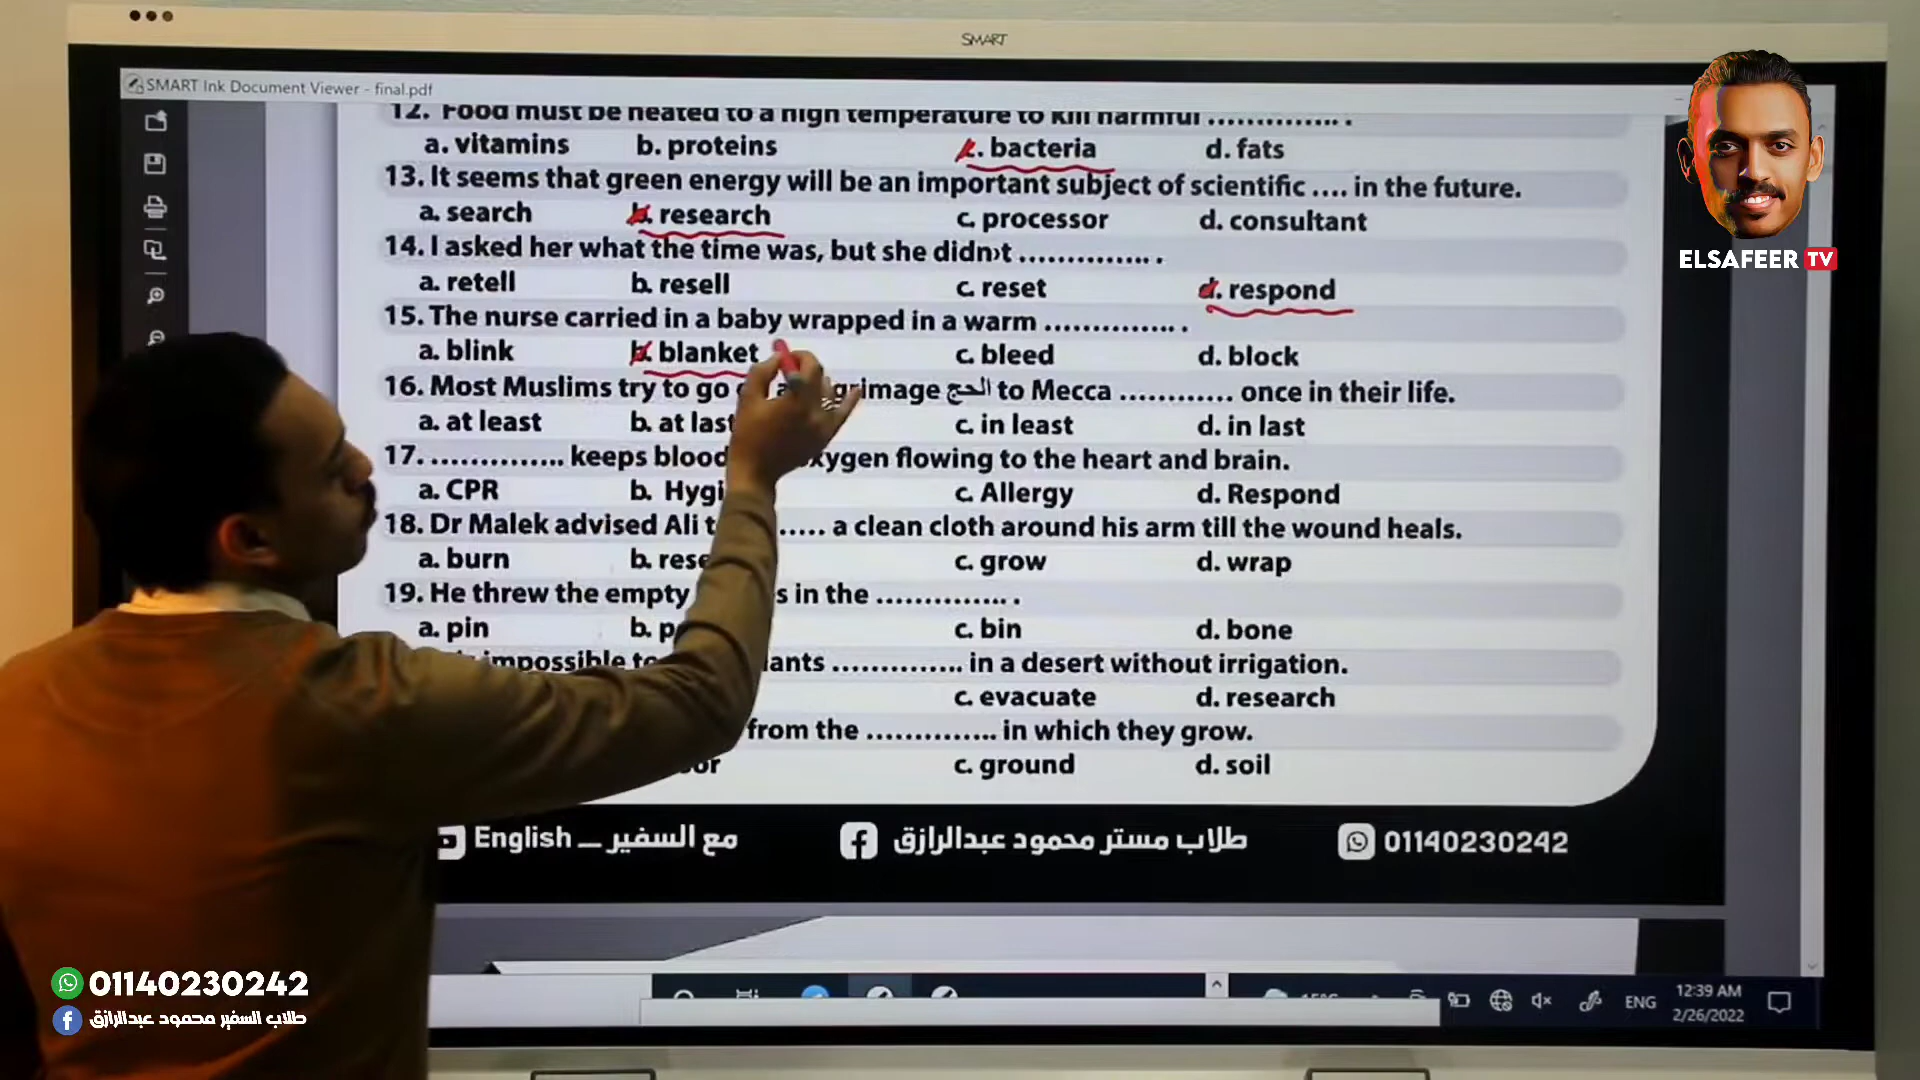 SMART
SMART Ink Document Viewer - final.pdf
12. Food must be heated to a high temperature to kill harmful .............. .
a. vitamins b. proteins c. bacteria d. fats
13. It seems that green energy will be an important subject of scientific .... in the future.
a. search b. research c. processor d. consultant
14. I asked her what the time was, but she didn›t .............. .
a. retell b. resell c. reset d. respond
15. The nurse carried in a baby wrapped in a warm .............. .
a. blink b. blanket c. bleed d. block
16. Most Muslims try to go الحج to Mecca ............ once in their life.
a. at least b. at last c. in least d. in last
17. .............. keeps blood oxygen flowing to the heart and brain.
a. CPR b. c. Allergy d. Respond
18. Dr Malek advised Ali ..... a clean cloth around his arm till the wound heals.
a. burn b. c. grow d. wrap
19. He threw the empty in the .............. .
a. pin b. c. bin d. bone
impossible to .............. in a desert without irrigation.
c. evacuate d. research
from the .............. in which they grow.
c. ground d. soil
English ـــ مع السفير طلاب مستر محمود عبدالرازق 01140230242
ELSAFEER TV
01140230242
طلاب السفير محمود عبدالرازق
ENG 12:39 AM
2/26/2022